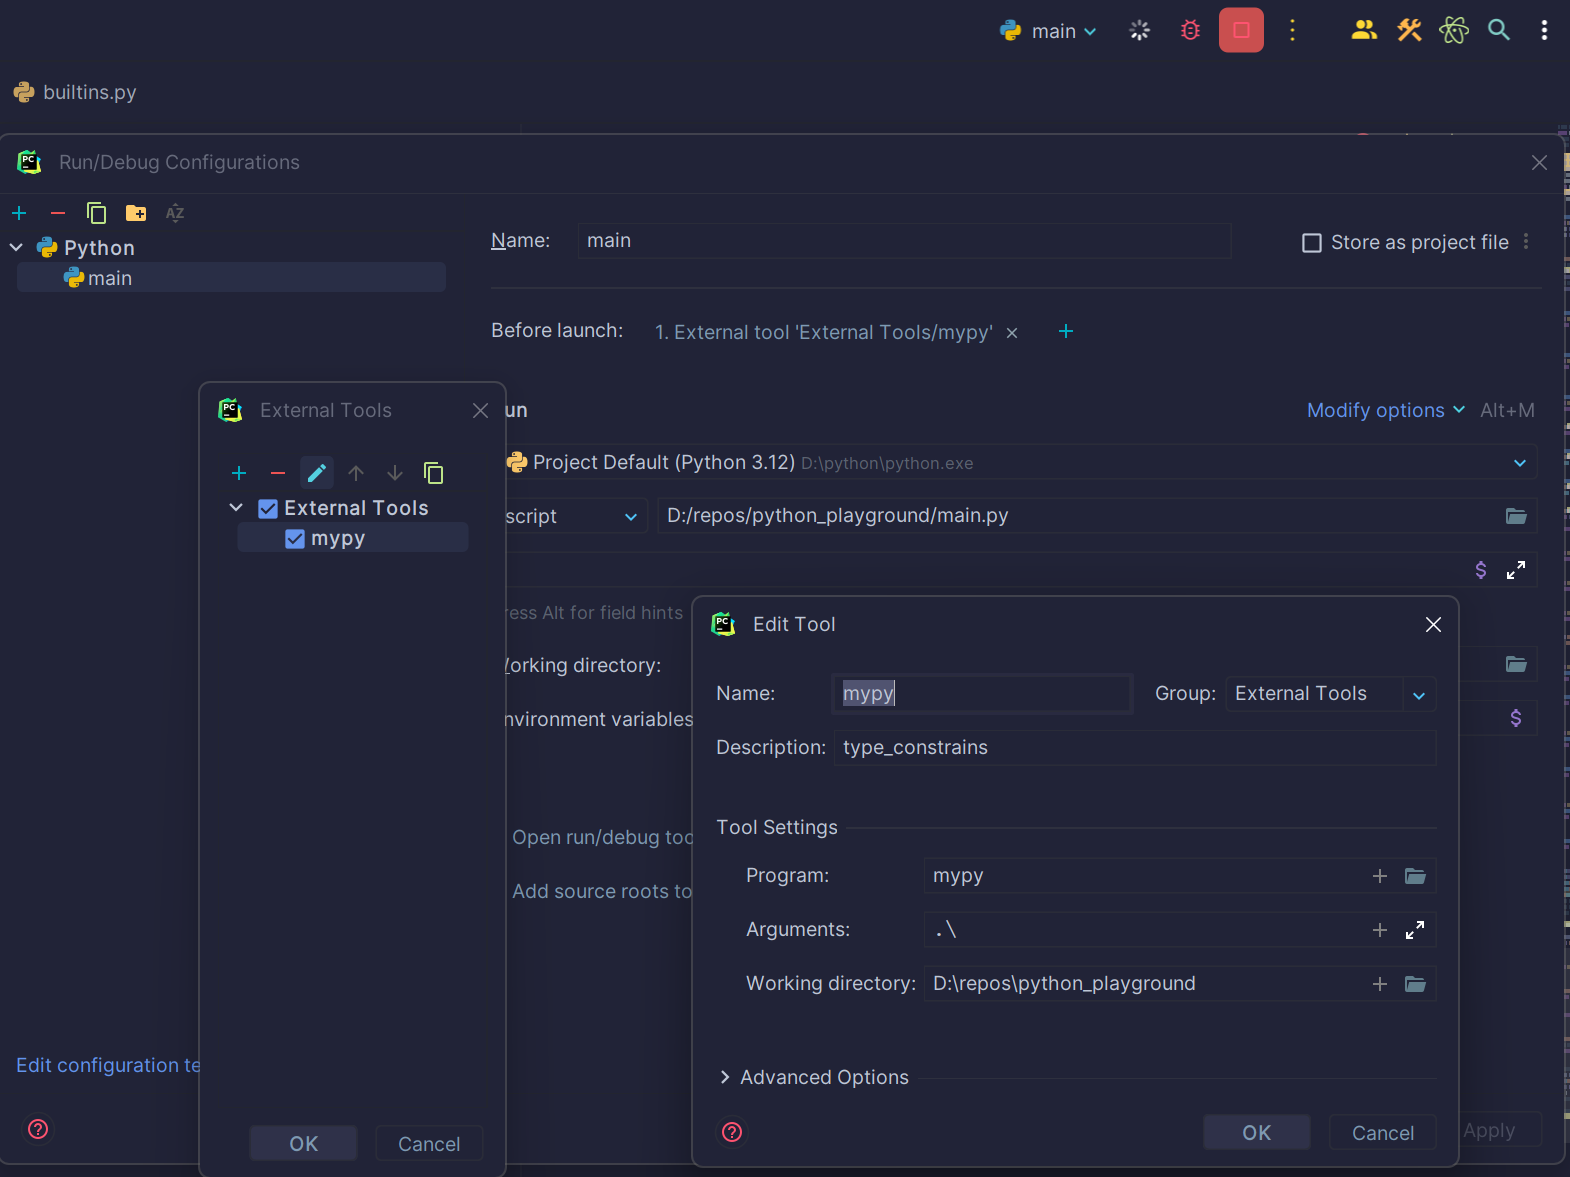 main
builtins.py
Run/Debug Configurations
AZ
Python
main
Name: main
Store as project file
Before launch: 1. External tool 'External Tools/mypy'
un
Modify options Alt+M
Project Default (Python 3.12) D:\python\python.exe
script D:/repos/python_playground/main.py
$
ress Alt for field hints
orking directory:
nvironment variables
$
Open run/debug too
Add source roots to
Edit configuration te
?
Apply
PC
External Tools
External Tools
mypy
OK Cancel
PC
Edit Tool
Name: mypy Group: External Tools
Description: type_constrains
Tool Settings
Program: mypy
Arguments: .\
Working directory: D:\repos\python_playground
Advanced Options
?
OK Cancel